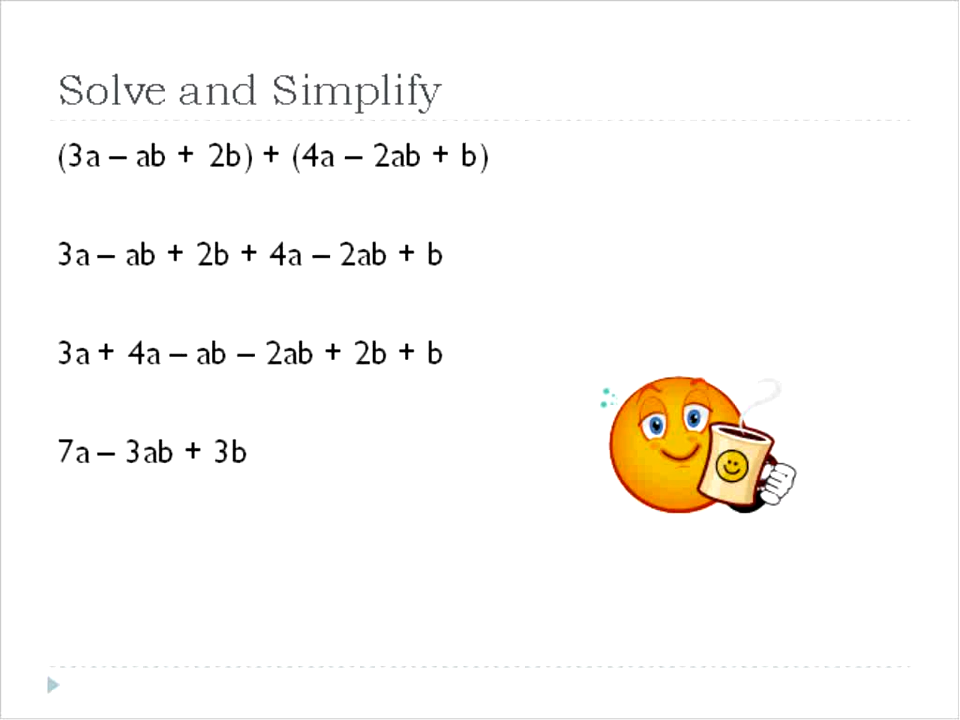 Solve and Simplify
(3a – ab + 2b) + (4a – 2ab + b)
3a – ab + 2b + 4a – 2ab + b
3a + 4a – ab – 2ab + 2b + b
7a – 3ab + 3b